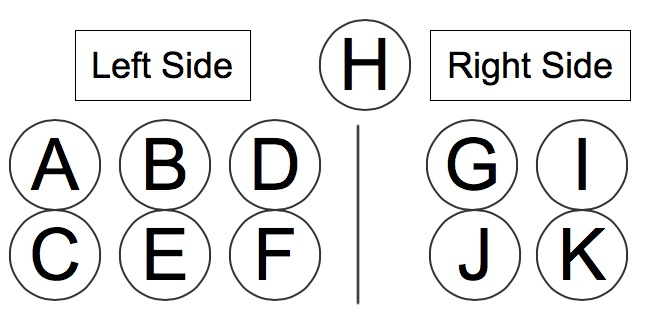 Left Side H Right Side
A B D G I
C E F J K